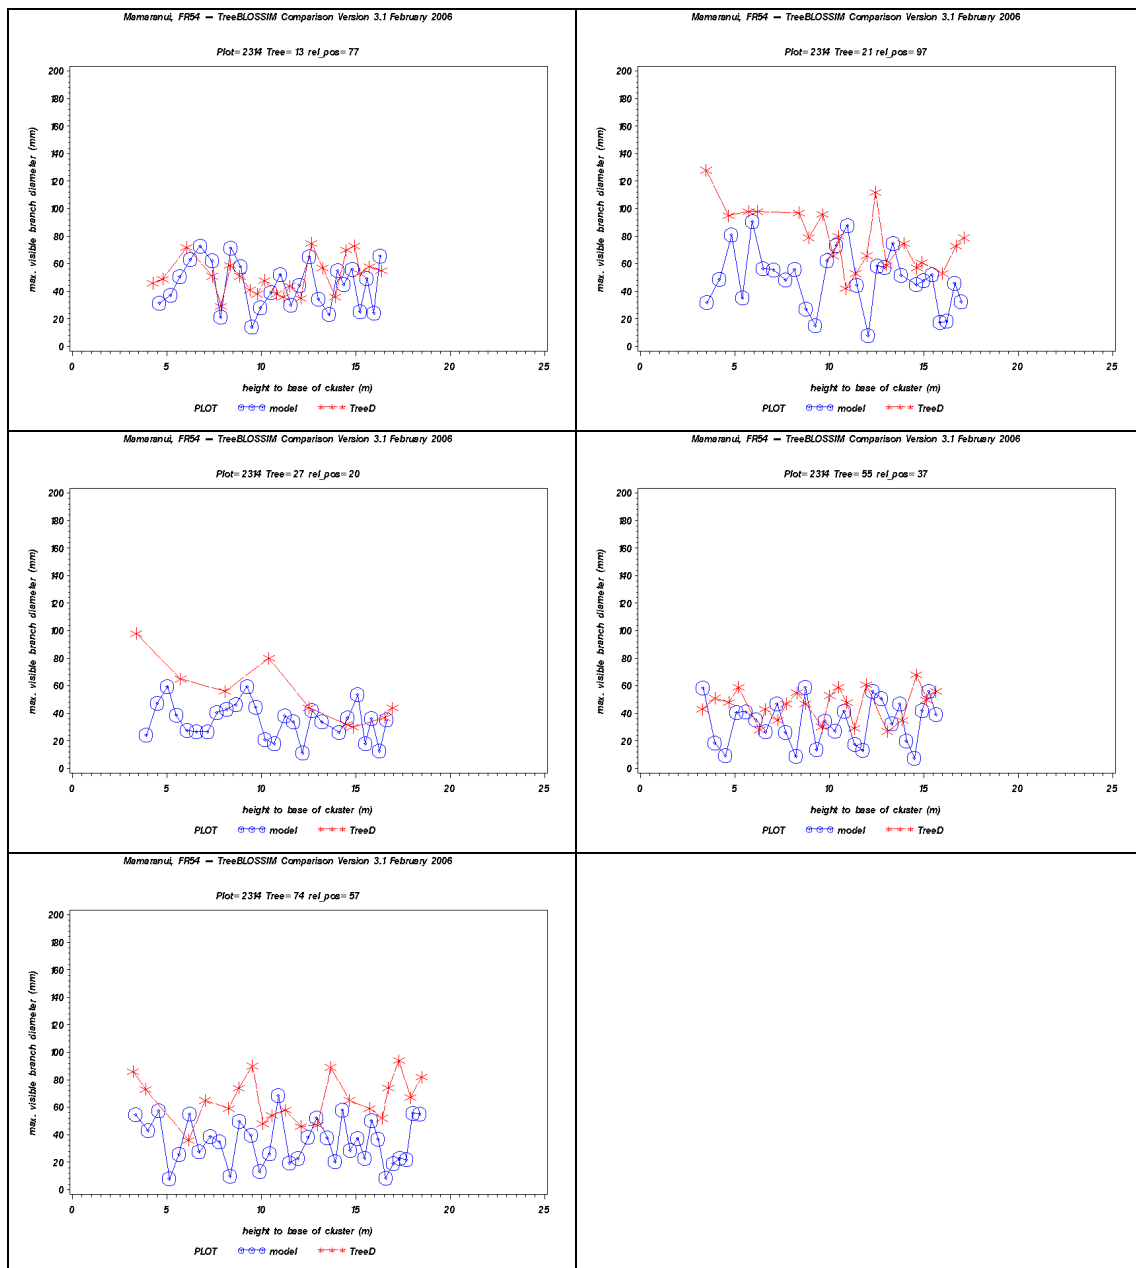 Mamaranui, FR54 — TreeBLOSSIM Comparison Version 3.1 February 2006
Plot= 2314 Tree= 13 rel_pos= 77
max. visible branch diameter (mm)
200
180
160
140
120
100
80
60
40
20
0
0 5 10 15 20 25
height to base of cluster (m)
PLOT model TreeD
Mamaranui, FR54 — TreeBLOSSIM Comparison Version 3.1 February 2006
Plot= 2314 Tree= 21 rel_pos= 97
max. visible branch diameter (mm)
200
180
160
140
120
100
80
60
40
20
0
0 5 10 15 20 25
height to base of cluster (m)
PLOT model TreeD
Mamaranui, FR54 — TreeBLOSSIM Comparison Version 3.1 February 2006
Plot= 2314 Tree= 27 rel_pos= 20
max. visible branch diameter (mm)
200
180
160
140
120
100
80
60
40
20
0
0 5 10 15 20 25
height to base of cluster (m)
PLOT model TreeD
Mamaranui, FR54 — TreeBLOSSIM Comparison Version 3.1 February 2006
Plot= 2314 Tree= 55 rel_pos= 37
max. visible branch diameter (mm)
200
180
160
140
120
100
80
60
40
20
0
0 5 10 15 20 25
height to base of cluster (m)
PLOT model TreeD
Mamaranui, FR54 — TreeBLOSSIM Comparison Version 3.1 February 2006
Plot= 2314 Tree= 74 rel_pos= 57
max. visible branch diameter (mm)
200
180
160
140
120
100
80
60
40
20
0
0 5 10 15 20 25
height to base of cluster (m)
PLOT model TreeD